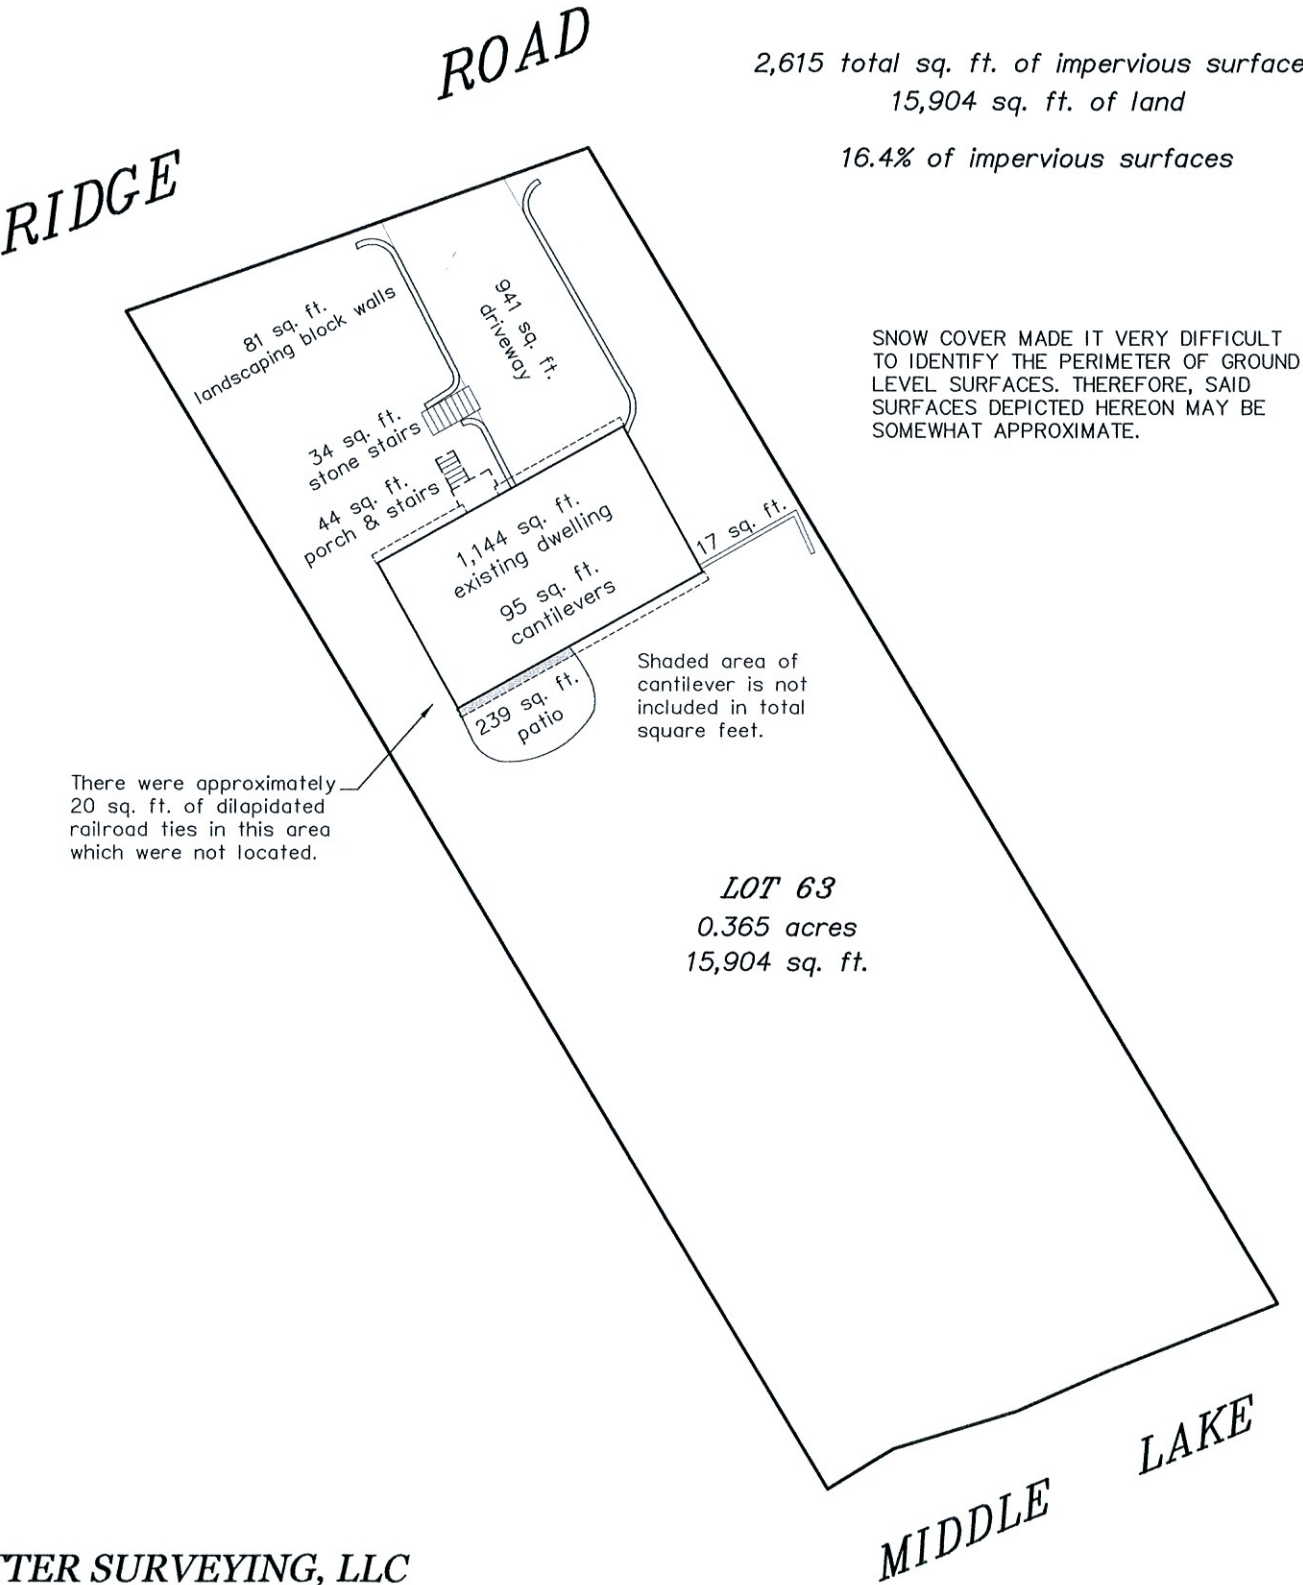 ROAD
RIDGE
2,615 total sq. ft. of impervious surface
15,904 sq. ft. of land
16.4% of impervious surfaces
SNOW COVER MADE IT VERY DIFFICULT
TO IDENTIFY THE PERIMETER OF GROUND
LEVEL SURFACES. THEREFORE, SAID
SURFACES DEPICTED HEREON MAY BE
SOMEWHAT APPROXIMATE.
81 sq. ft.
landscaping block walls
941 sq. ft.
driveway
34 sq. ft.
stone stairs
44 sq. ft.
porch & stairs
1,144 sq. ft.
existing dwelling
95 sq. ft.
cantilevers
17 sq. ft.
239 sq. ft.
patio
Shaded area of
cantilever is not
included in total
square feet.
There were approximately
20 sq. ft. of dilapidated
railroad ties in this area
which were not located.
LOT 63
0.365 acres
15,904 sq. ft.
MIDDLE LAKE
TER SURVEYING, LLC